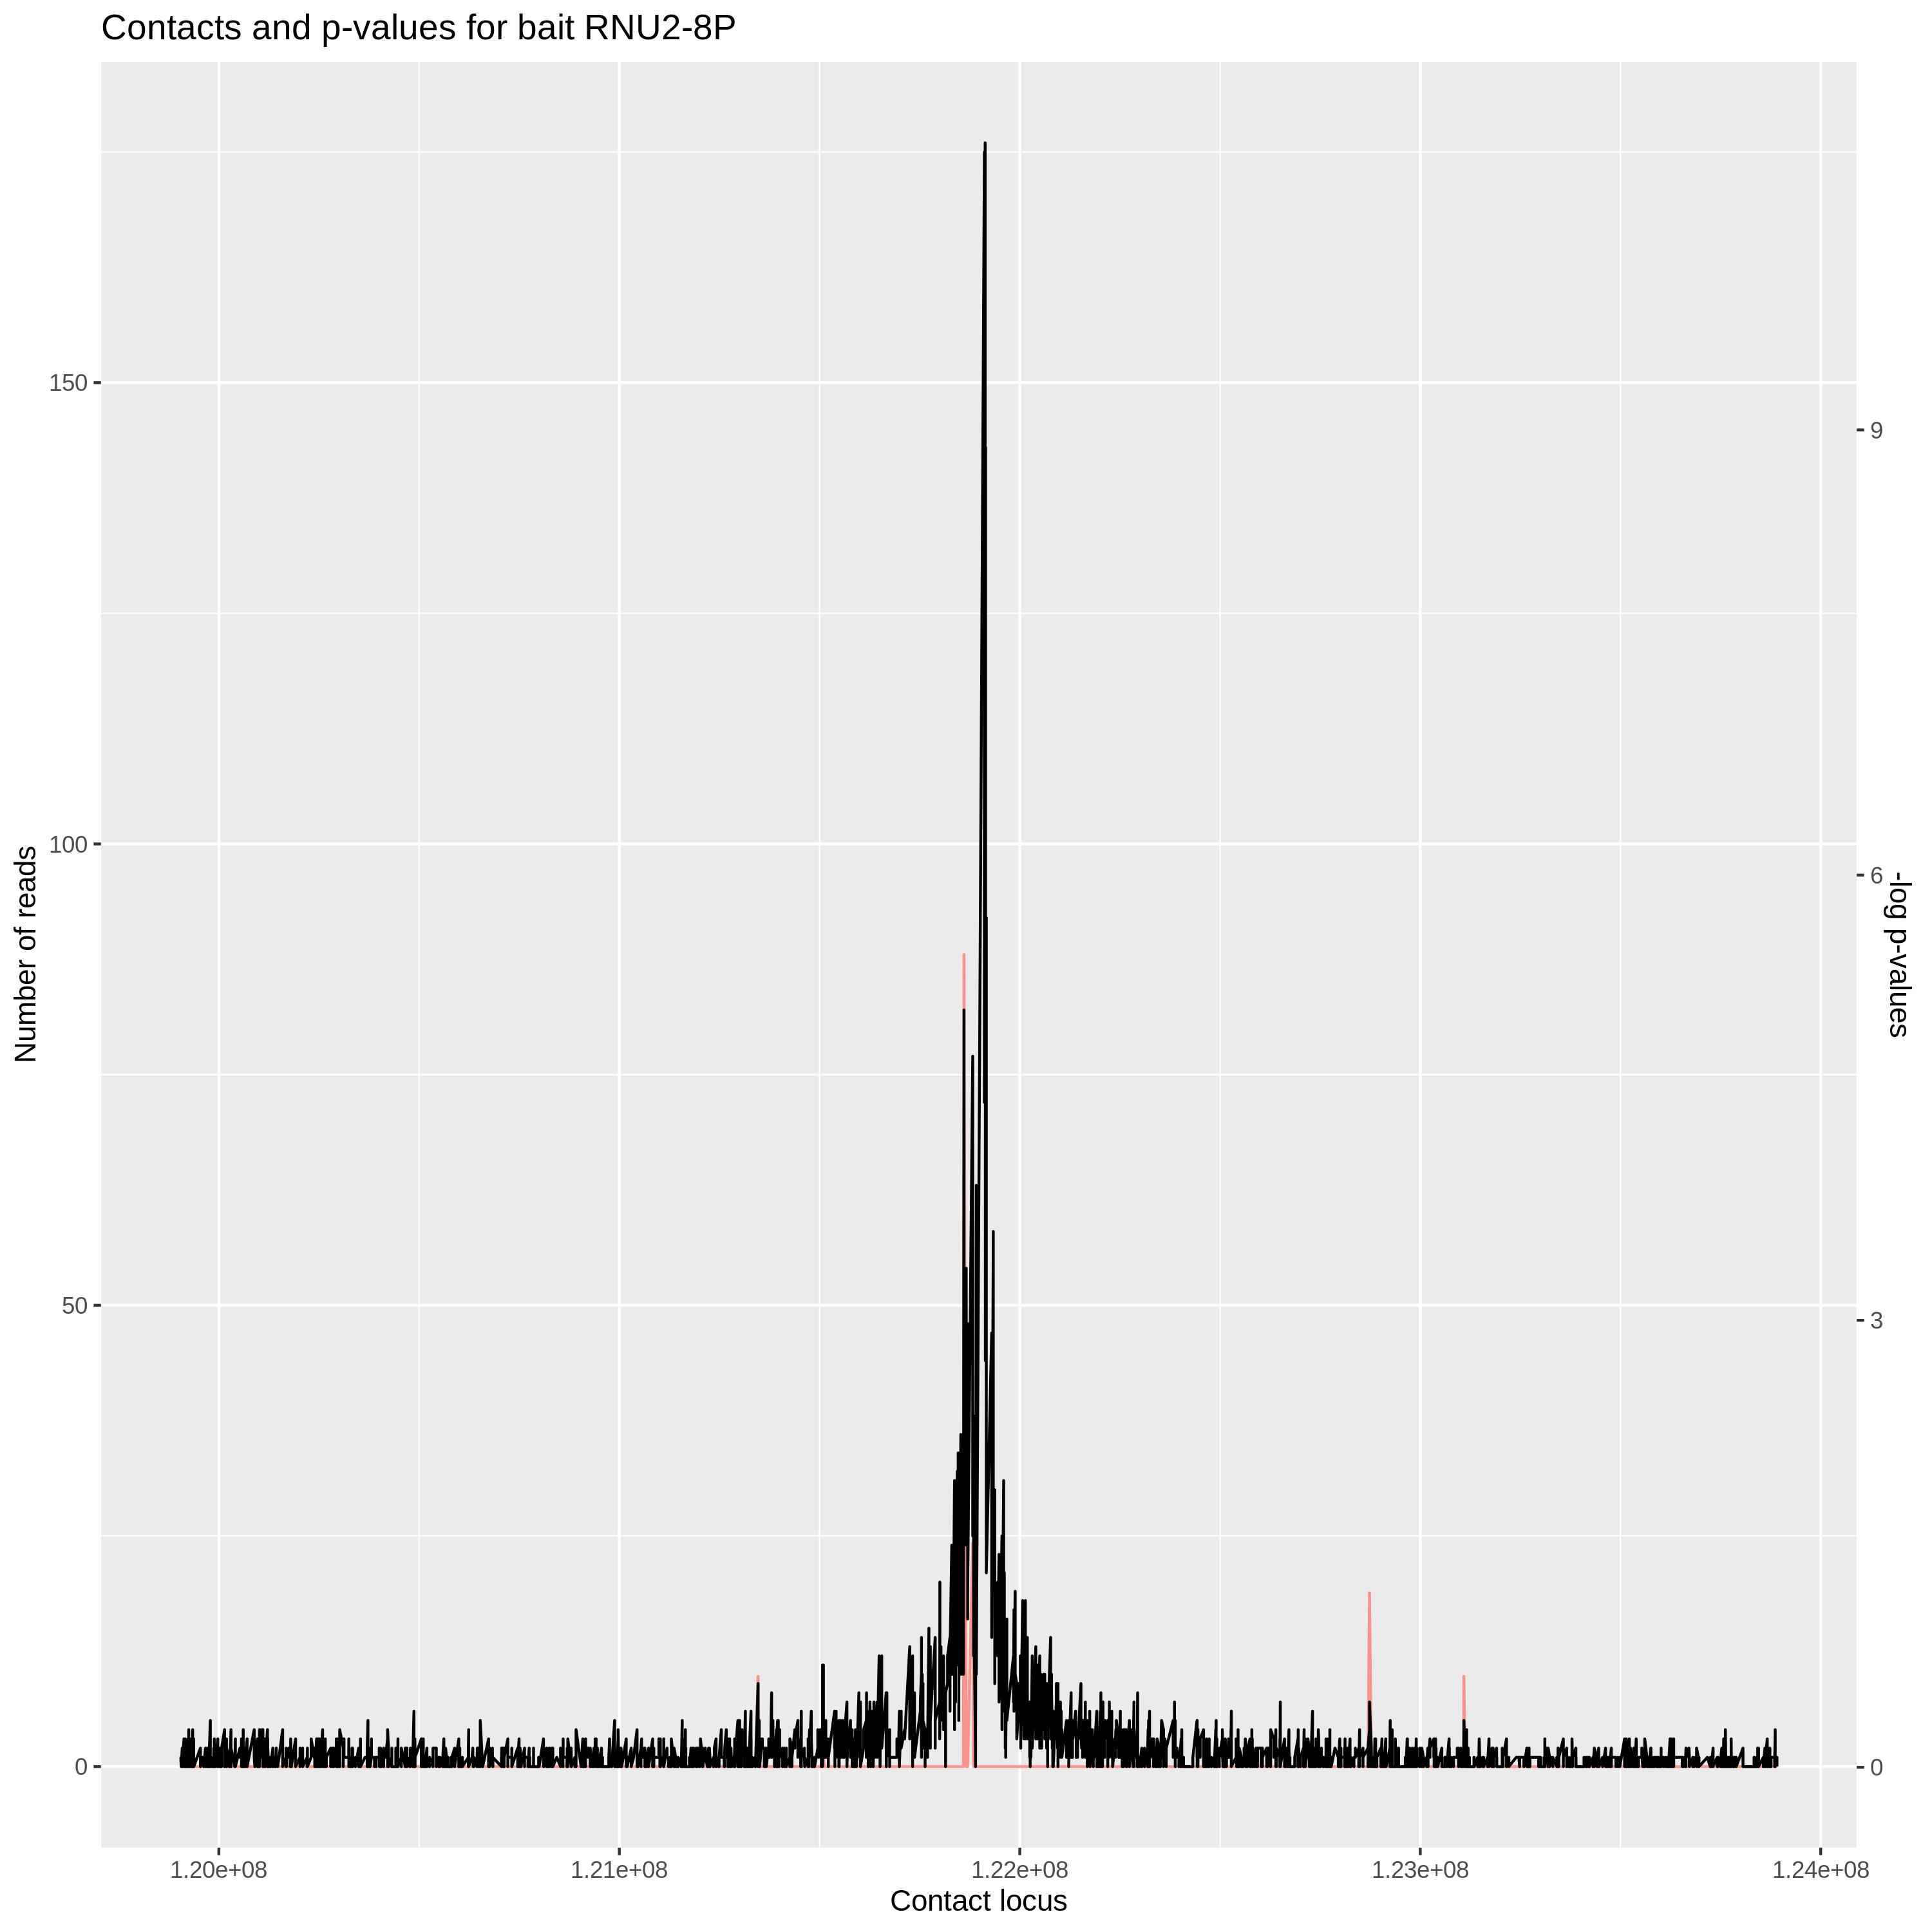 Contacts and p-values for bait RNU2-8P
Number of reads
150
100
50
0
9
6
3
0
-log p-values
1.20e+08
1.21e+08
1.22e+08
1.23e+08
1.24e+08
Contact locus